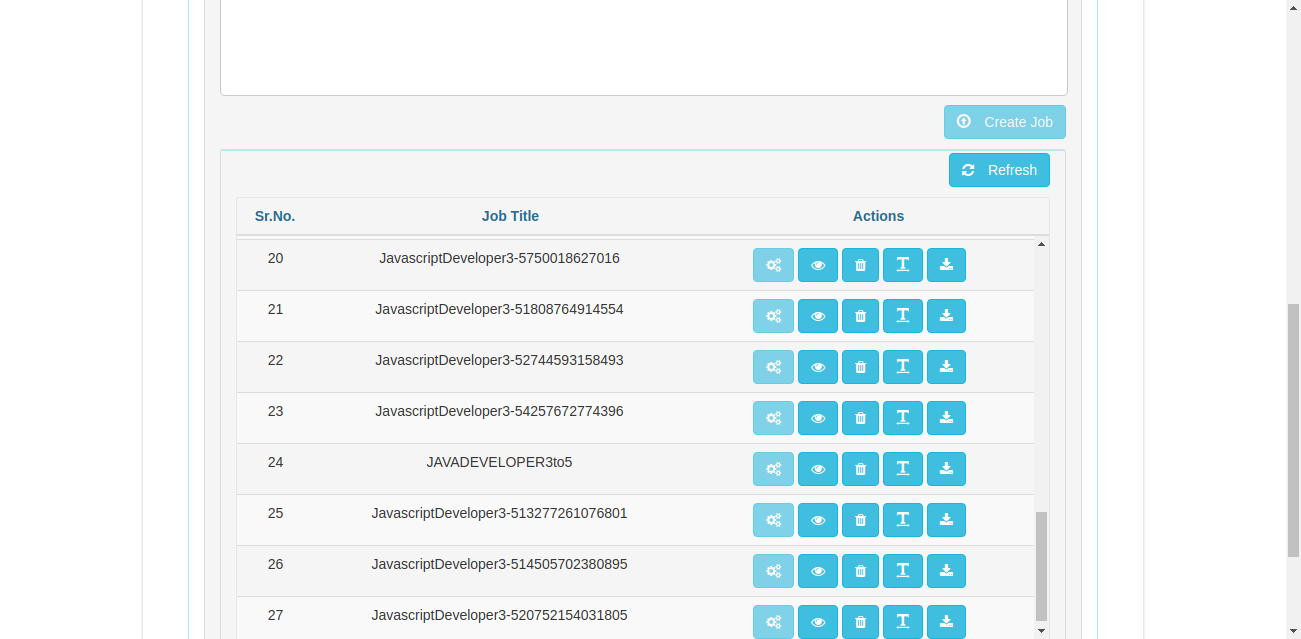 Create Job
Refresh
Sr.No. Job Title Actions
20 JavascriptDeveloper3-5750018627016
21 JavascriptDeveloper3-51808764914554
22 JavascriptDeveloper3-52744593158493
23 JavascriptDeveloper3-54257672774396
24 JAVADEVELOPER3to5
25 JavascriptDeveloper3-513277261076801
26 JavascriptDeveloper3-514505702380895
27 JavascriptDeveloper3-520752154031805